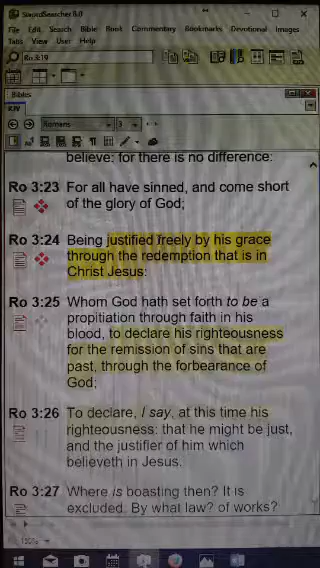 SwordSearcher 8.0
File Edit Search Bible Book Commentary Bookmarks Devotional Images
Tabs View User Help
Ro 3:19
Bibles
KJV
Romans 3
believe: for there is no difference:
Ro 3:23 For all have sinned, and come short
of the glory of God;
Ro 3:24 Being justified freely by his grace
through the redemption that is in
Christ Jesus:
Ro 3:25 Whom God hath set forth to be a
propitiation through faith in his
blood, to declare his righteousness
for the remission of sins that are
past, through the forbearance of
God;
Ro 3:26 To declare, I say, at this time his
righteousness: that he might be just,
and the justifier of him which
believeth in Jesus.
Ro 3:27 Where is boasting then? It is
excluded. By what law? of works?